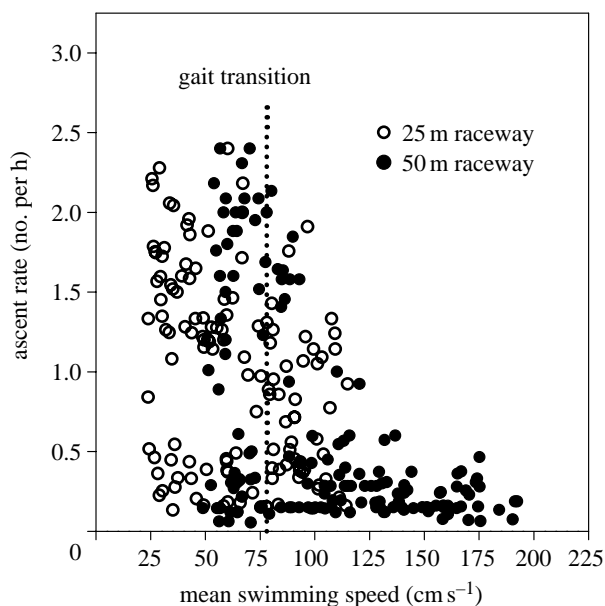 3.0
gait transition
25 m raceway
2.5
50 m raceway
2.0
ascent rate (no. per h)
1.5
1.0
0.5
0
25 50 75 100 125 150 175 200 225
mean swimming speed (cm s⁻¹)